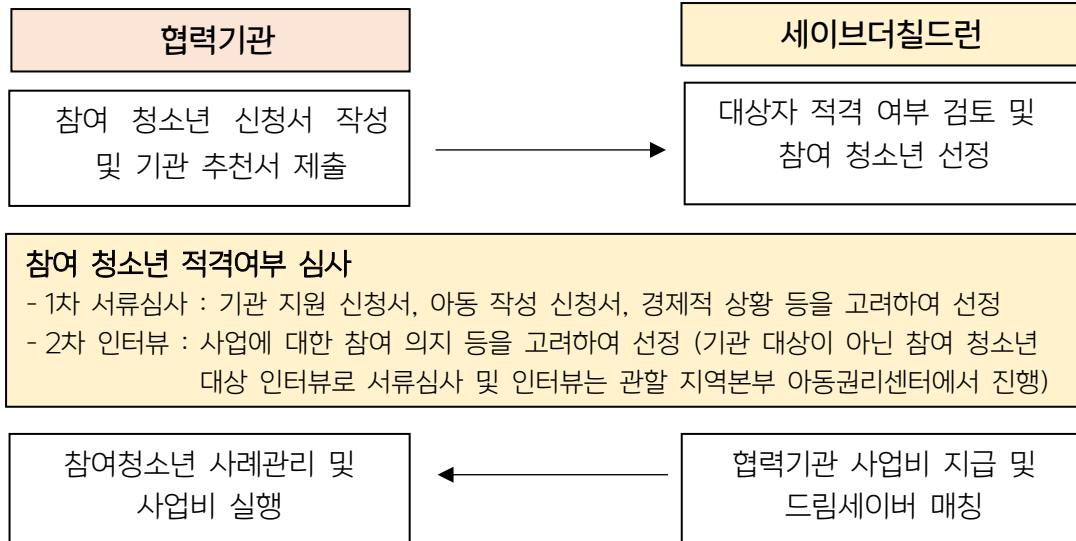 협력기관
세이브더칠드런
참여 청소년 신청서 작성
및 기관 추천서 제출
대상자 적격 여부 검토 및
참여 청소년 선정
참여 청소년 적격여부 심사
- 1차 서류심사 : 기관 지원 신청서, 아동 작성 신청서, 경제적 상황 등을 고려하여 선정
- 2차 인터뷰 : 사업에 대한 참여 의지 등을 고려하여 선정 (기관 대상이 아닌 참여 청소년
대상 인터뷰로 서류심사 및 인터뷰는 관할 지역본부 아동권리센터에서 진행)
참여청소년 사례관리 및
사업비 실행
협력기관 사업비 지급 및
드림세이버 매칭